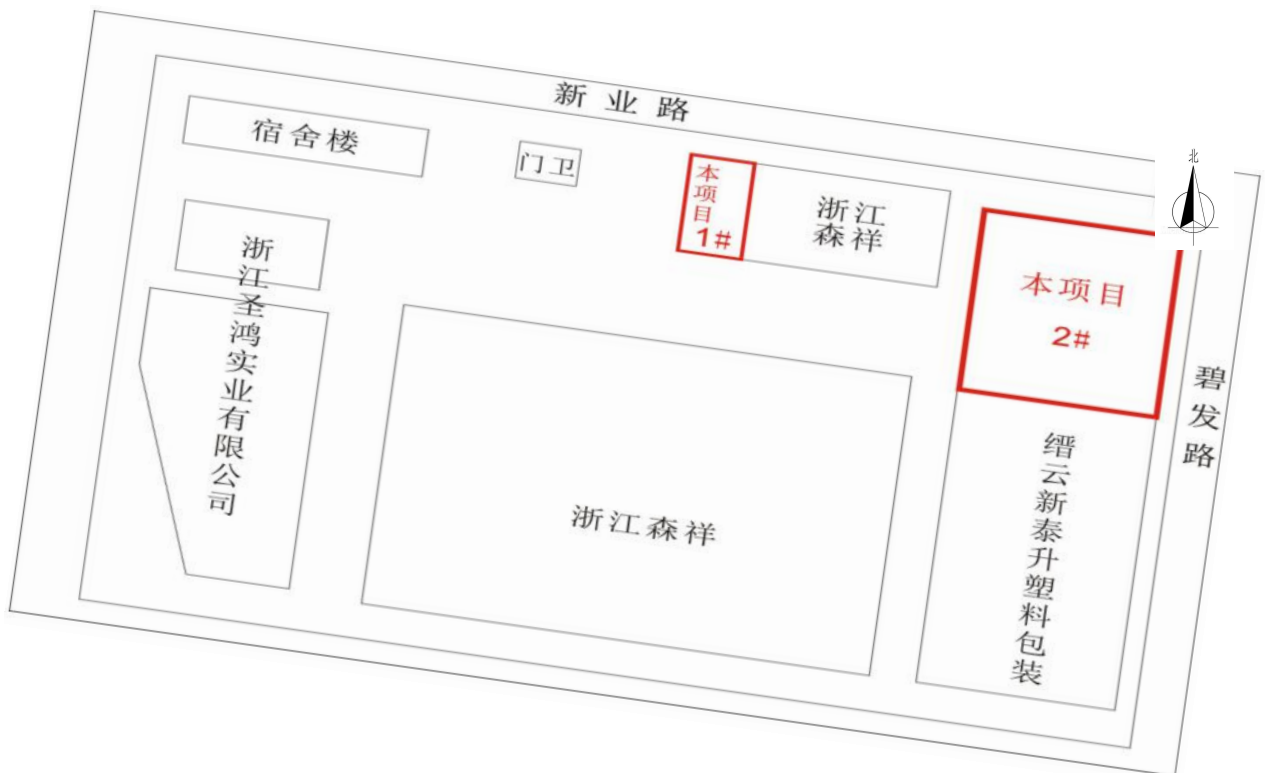 新业路
北
宿舍楼
门卫
本项目
1#
浙江
森祥
本项目
2#
浙江圣鸿实业有限公司
碧发路
浙江森祥
缙云新泰升塑料包装